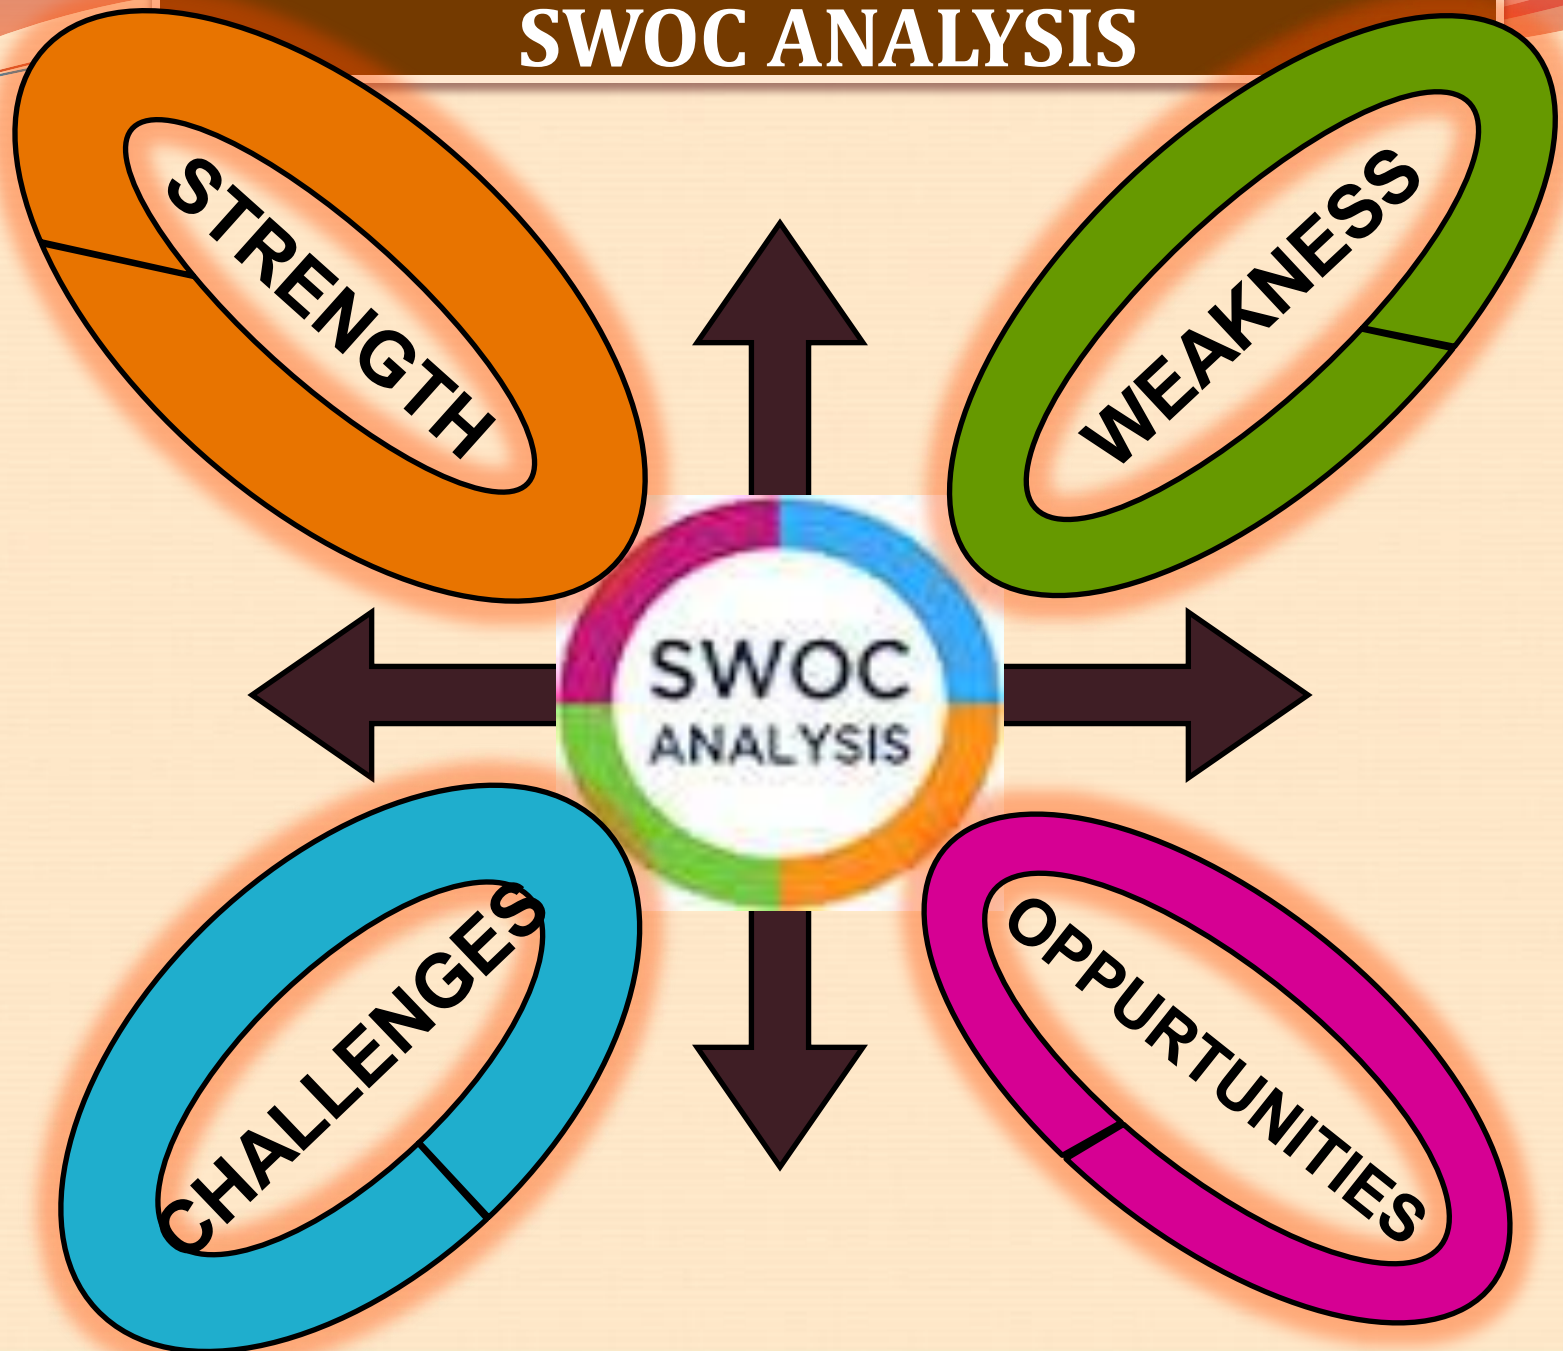 SWOC ANALYSIS
STRENGTH
WEAKNESS
SWOC
ANALYSIS
CHALLENGES
OPPURTUNITIES